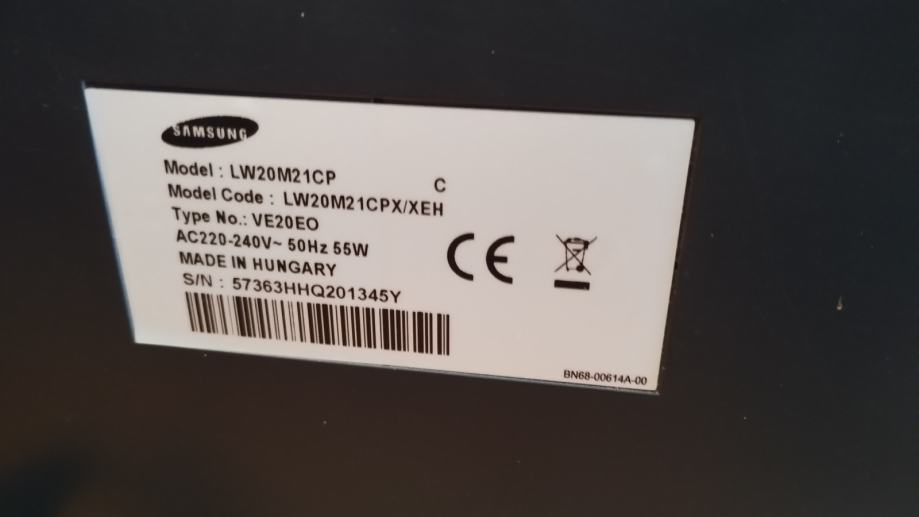 SAMSUNG
Model : LW20M21CP
C
Model Code : LW20M21CPX/XEH
Type No.: VE20EO
AC220-240V~ 50Hz 55W
MADE IN HUNGARY
S/N : 57363HHQ201345Y
CE
BN68-00614A-00